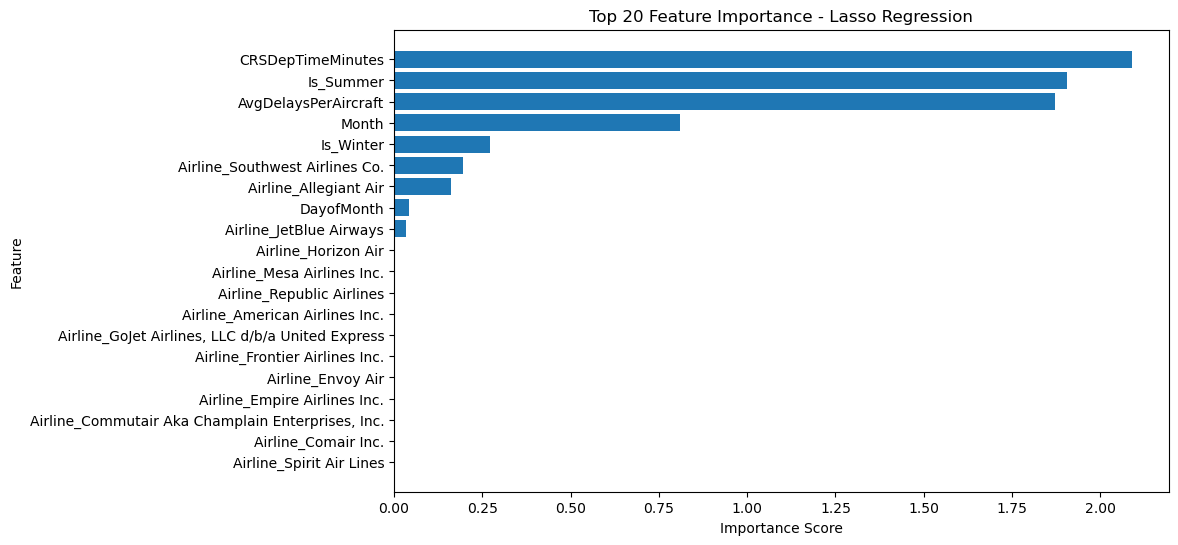 Top 20 Feature Importance - Lasso Regression
Feature
CRSDepTimeMinutes
Is_Summer
AvgDelaysPerAircraft
Month
Is_Winter
Airline_Southwest Airlines Co.
Airline_Allegiant Air
DayofMonth
Airline_JetBlue Airways
Airline_Horizon Air
Airline_Mesa Airlines Inc.
Airline_Republic Airlines
Airline_American Airlines Inc.
Airline_GoJet Airlines, LLC d/b/a United Express
Airline_Frontier Airlines Inc.
Airline_Envoy Air
Airline_Empire Airlines Inc.
Airline_Commutair Aka Champlain Enterprises, Inc.
Airline_Comair Inc.
Airline_Spirit Air Lines
0.00 0.25 0.50 0.75 1.00 1.25 1.50 1.75 2.00
Importance Score